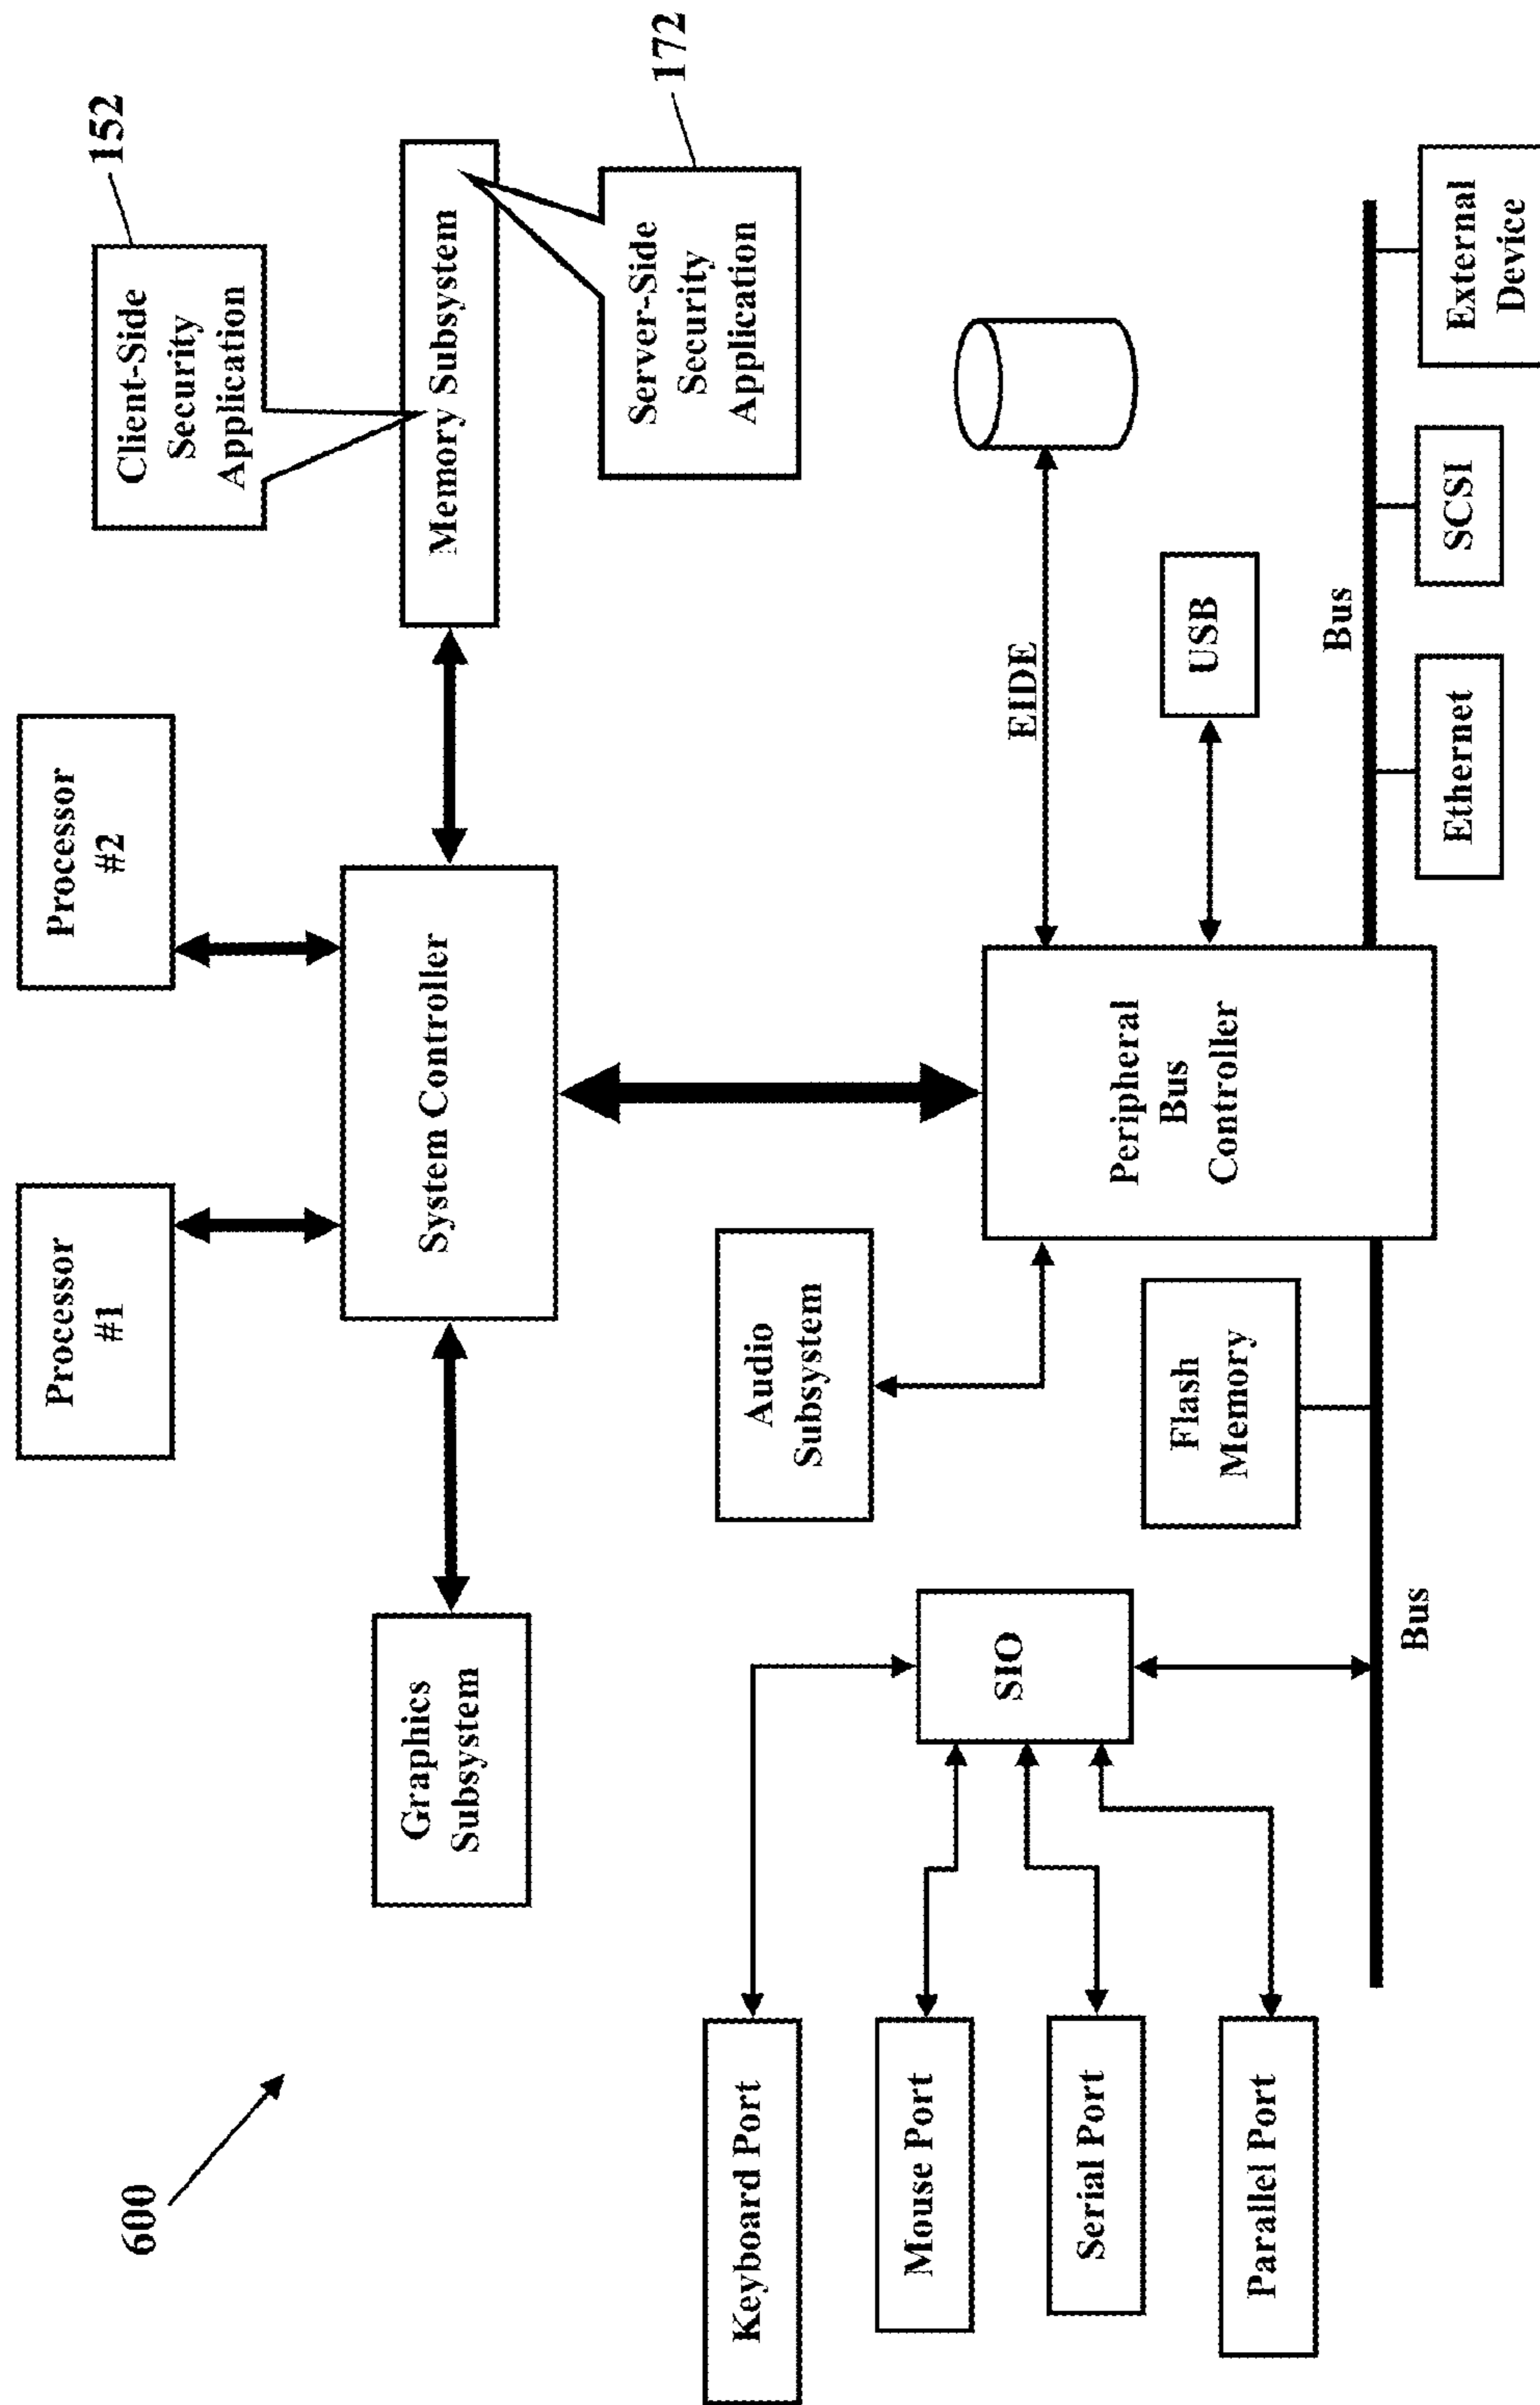 600
Processor
#1
Processor
#2
Client-Side
Security
Application
152
Graphics
Subsystem
System Controller
Memory Subsystem
Server-Side
Security
Application
172
Keyboard Port
Mouse Port
Serial Port
Parallel Port
SIO
Audio
Subsystem
Flash
Memory
Peripheral
Bus
Controller
EIDE
USB
Bus
Bus
Ethernet
SCSI
External
Device